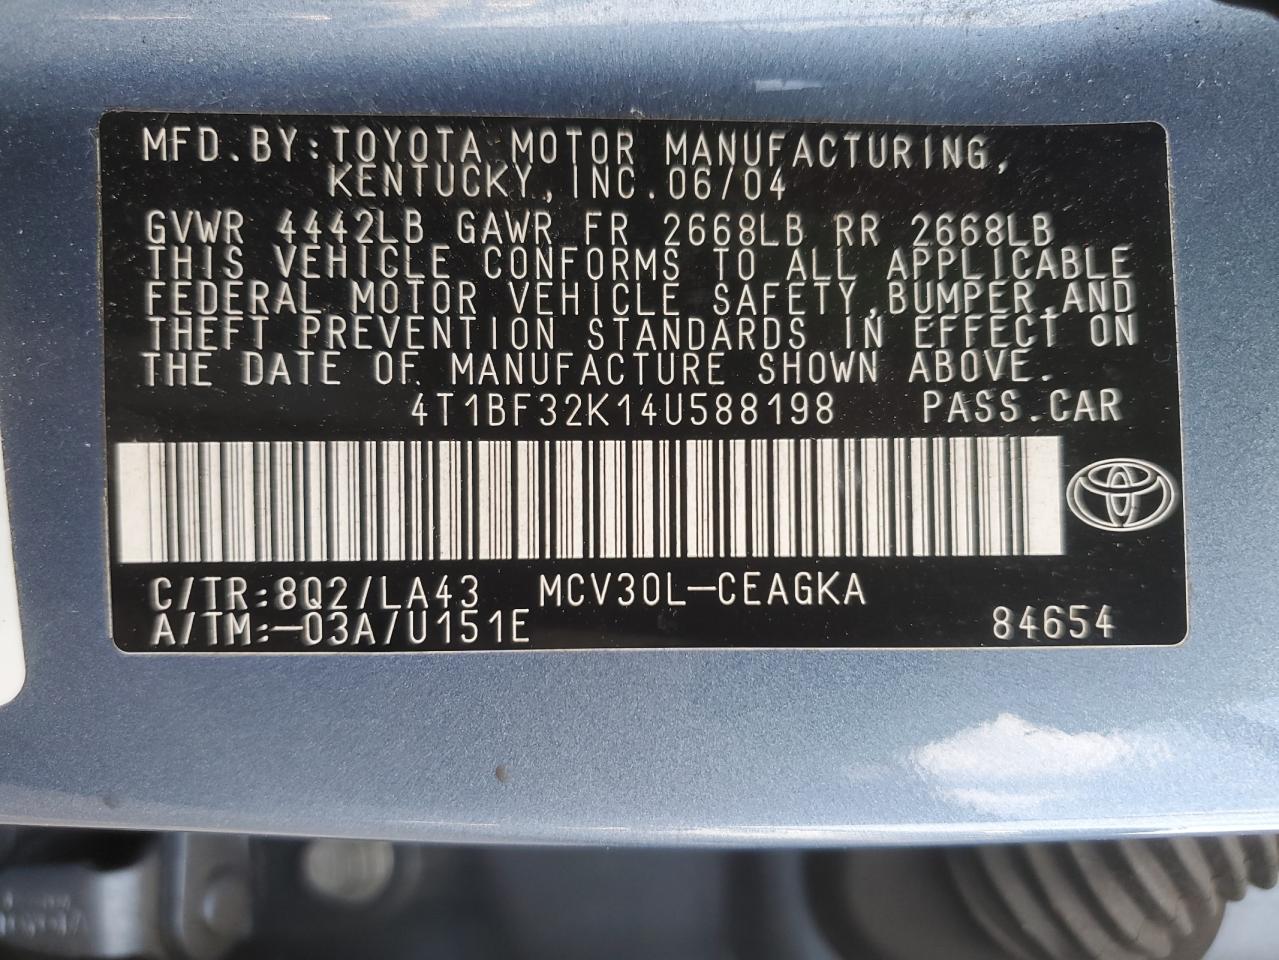 MFD.BY:TOYOTA MOTOR MANUFACTURING,
KENTUCKY,INC.06/04
GVWR 4442LB GAWR FR 2668LB RR 2668LB
THIS VEHICLE CONFORMS TO ALL APPLICABLE
FEDERAL MOTOR VEHICLE SAFETY,BUMPER,AND
THEFT PREVENTION STANDARDS IN EFFECT ON
THE DATE OF MANUFACTURE SHOWN ABOVE.
4T1BF32K14U588198 PASS.CAR
C/TR:8Q2/LA43 MCV30L-CEAGKA
A/TM:-03A/U151E 84654